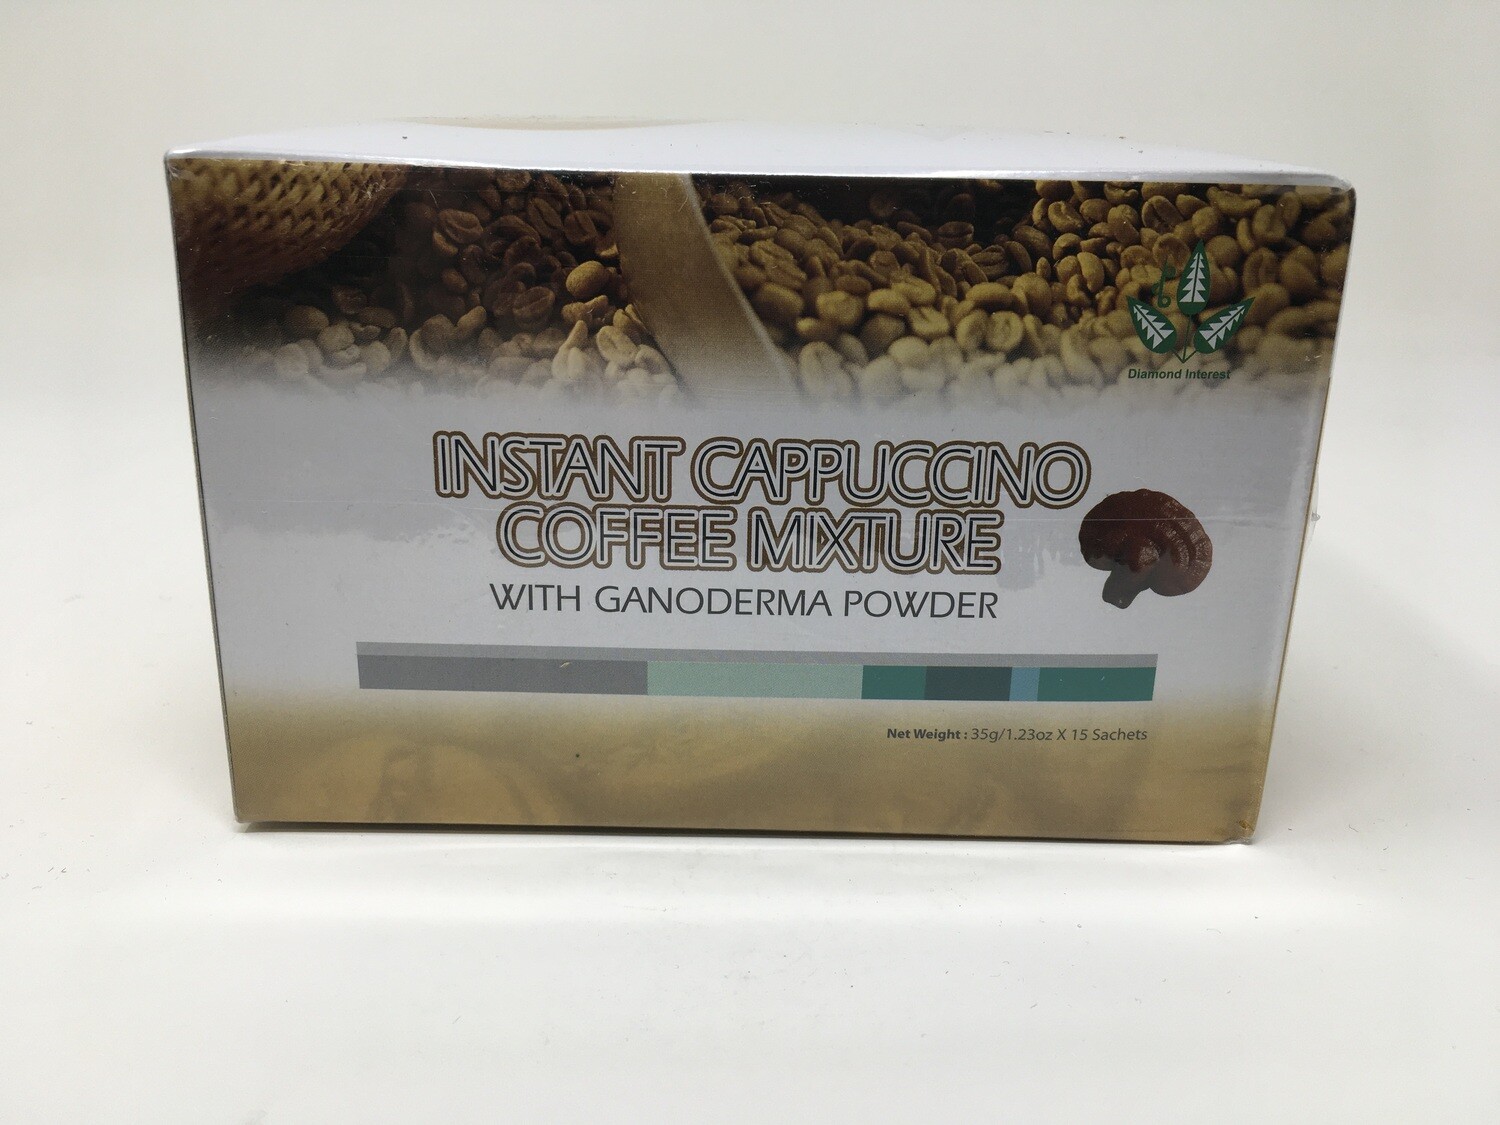 Diamond Interest
INSTANT CAPPUCCINO
COFFEE MIXTURE
WITH GANODERMA POWDER
Net Weight : 35g/1.23oz X 15 Sachets